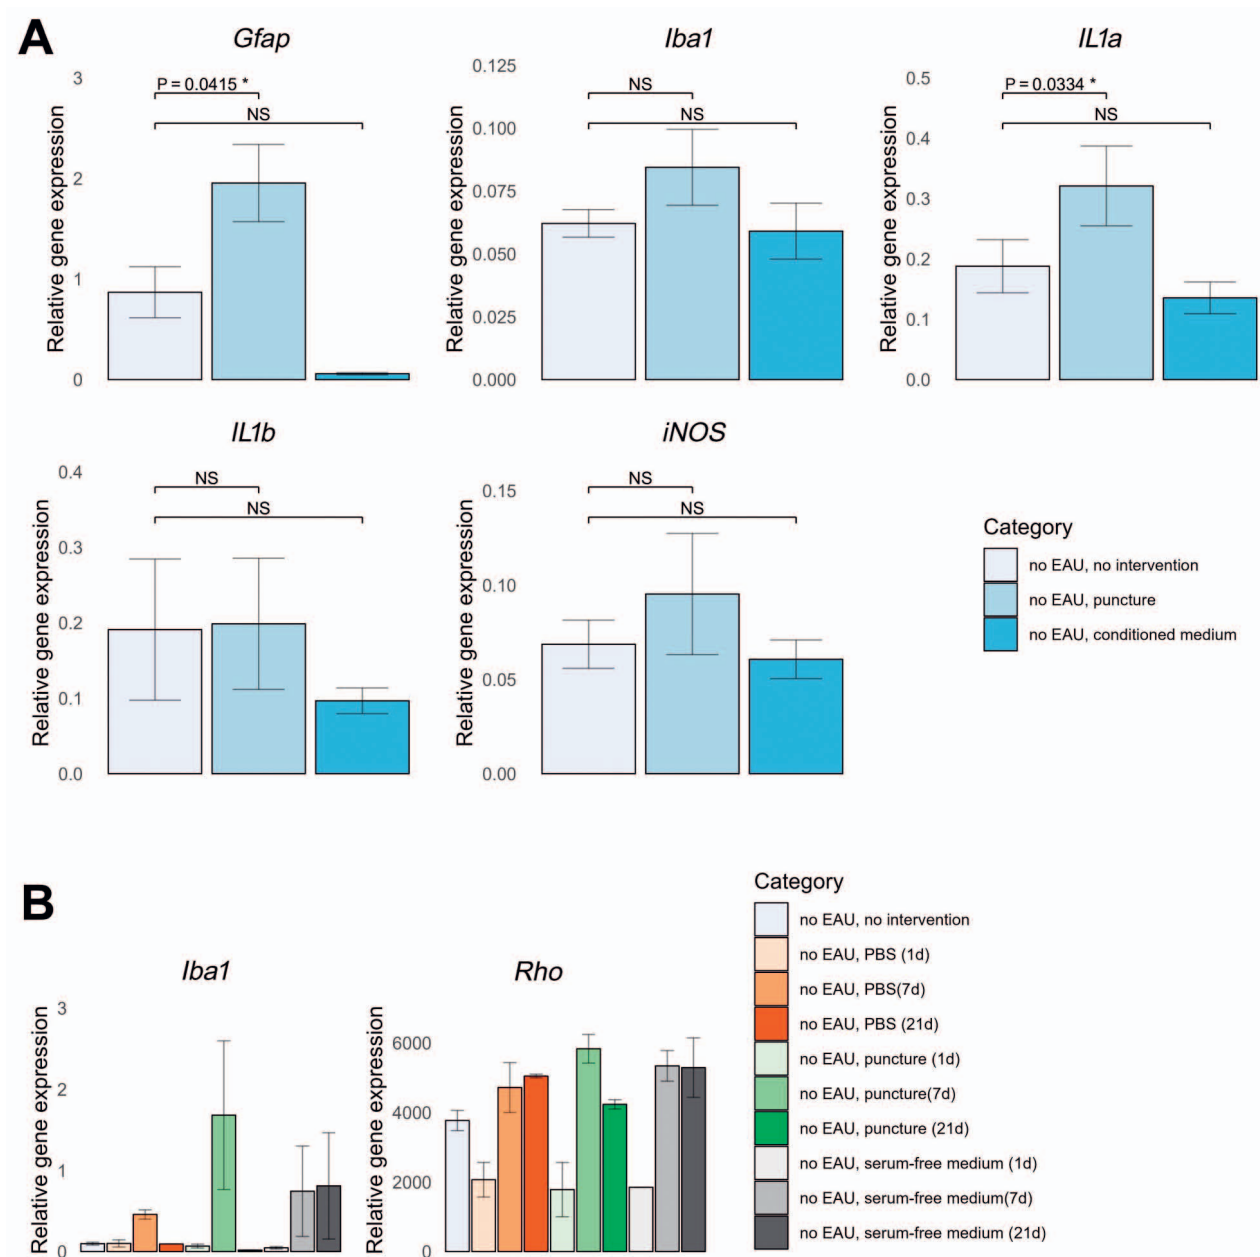 A
Gfap
Relative gene expression
3
2
1
0
P = 0.0415 *
NS
Iba1
Relative gene expression
0.125
0.100
0.075
0.050
0.025
0.000
NS
NS
IL1a
Relative gene expression
0.5
0.4
0.3
0.2
0.1
0.0
P = 0.0334 *
NS
IL1b
Relative gene expression
0.4
0.3
0.2
0.1
0.0
NS
NS
iNOS
Relative gene expression
0.15
0.10
0.05
0.00
NS
NS
Category
no EAU, no intervention
no EAU, puncture
no EAU, conditioned medium
B
Iba1
Relative gene expression
3
2
1
0
Rho
Relative gene expression
6000
4000
2000
0
Category
no EAU, no intervention
no EAU, PBS (1d)
no EAU, PBS(7d)
no EAU, PBS (21d)
no EAU, puncture (1d)
no EAU, puncture(7d)
no EAU, puncture (21d)
no EAU, serum-free medium (1d)
no EAU, serum-free medium(7d)
no EAU, serum-free medium (21d)